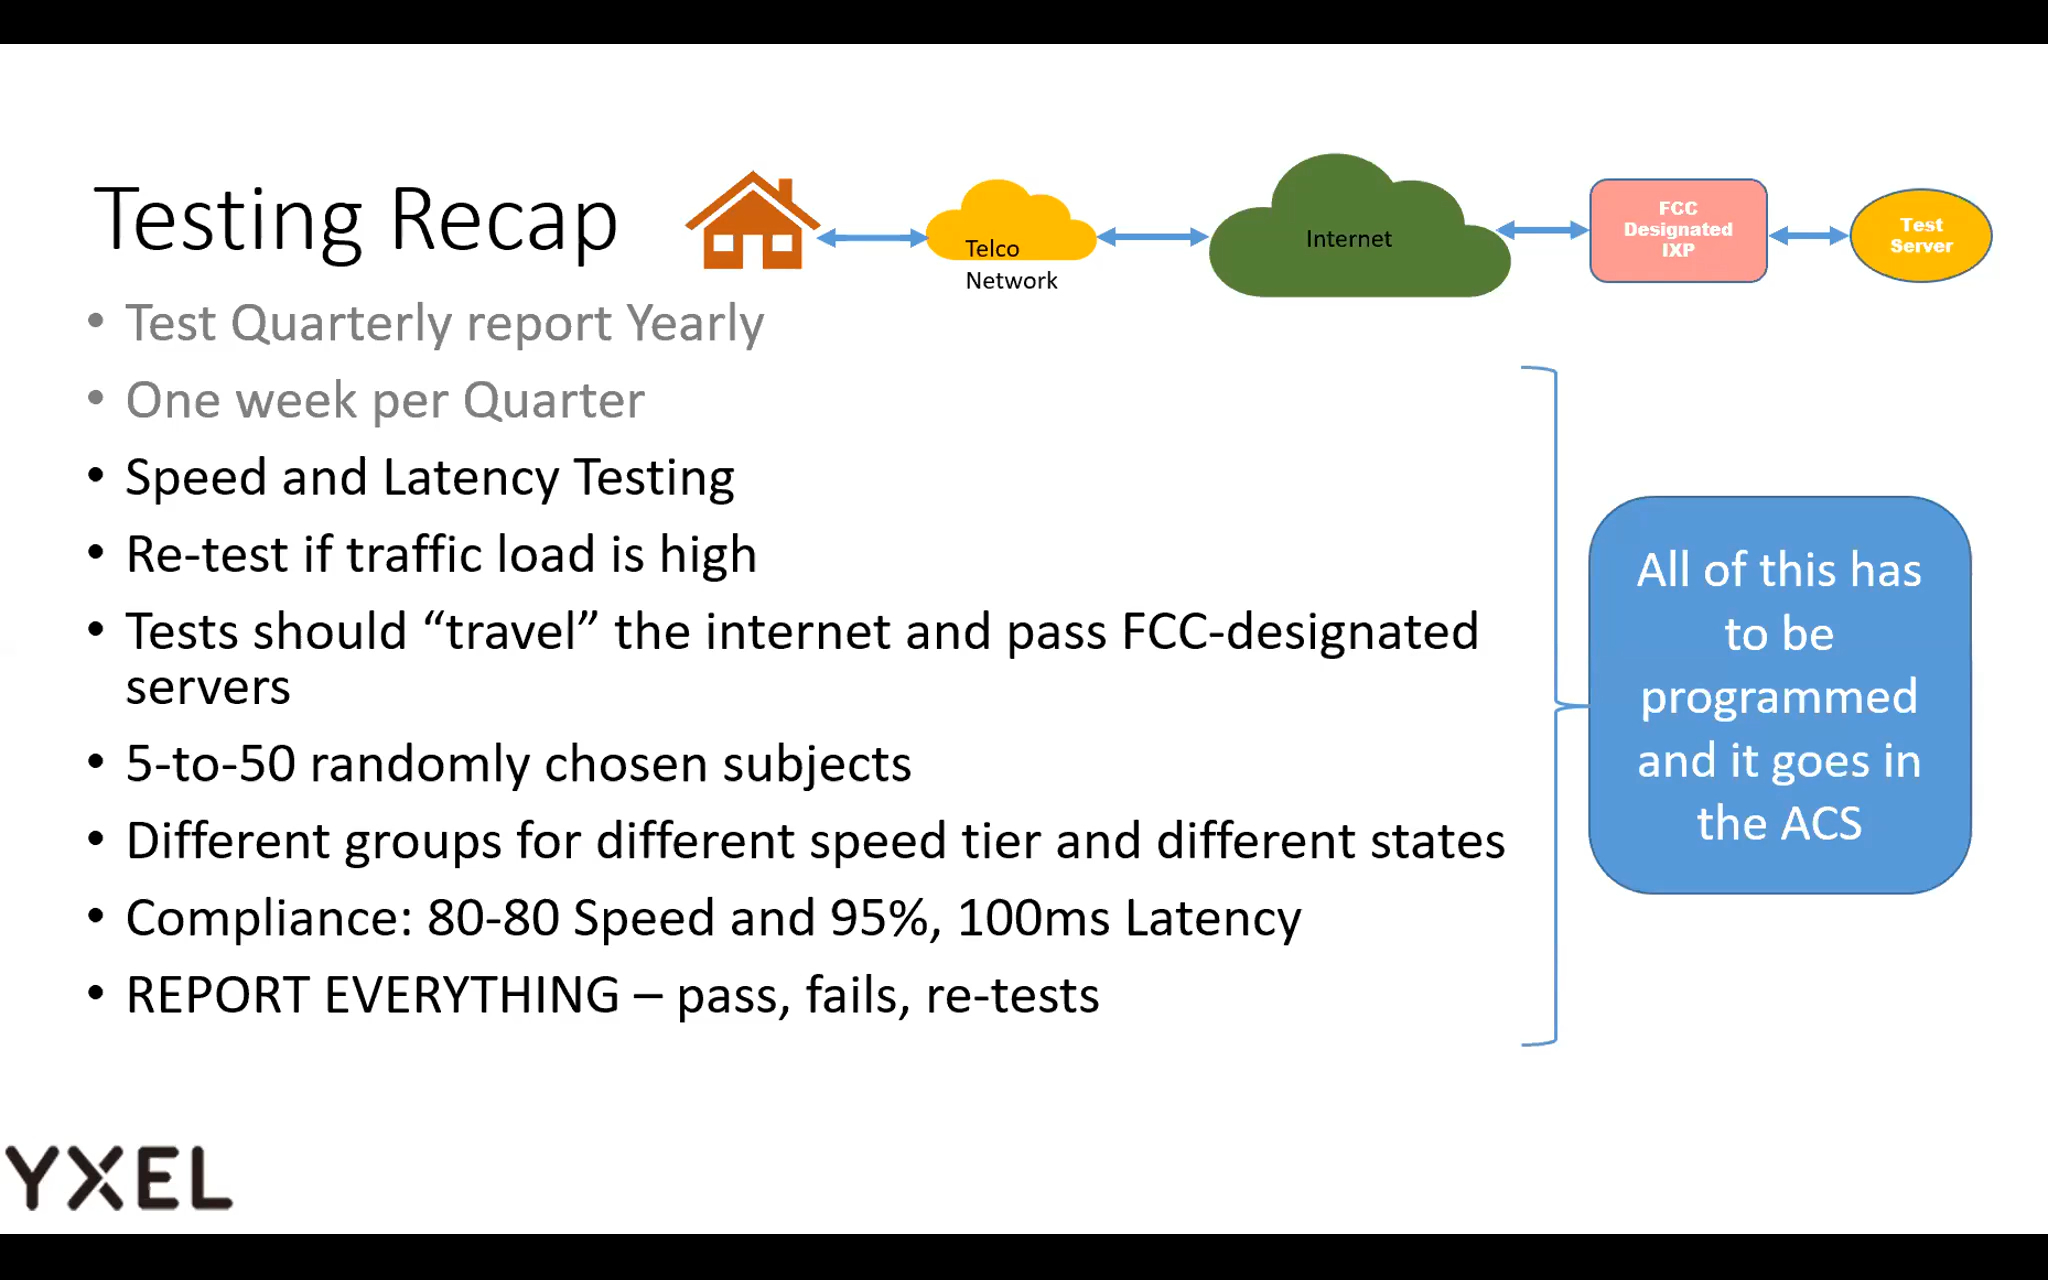 Testing Recap
Telco
Network
Internet
FCC
Designated
IXP
Test
Server
• Test Quarterly report Yearly
• One week per Quarter
• Speed and Latency Testing
• Re-test if traffic load is high
• Tests should “travel” the internet and pass FCC-designated
servers
• 5-to-50 randomly chosen subjects
• Different groups for different speed tier and different states
• Compliance: 80-80 Speed and 95%, 100ms Latency
• REPORT EVERYTHING – pass, fails, re-tests
All of this has
to be
programmed
and it goes in
the ACS
YXEL